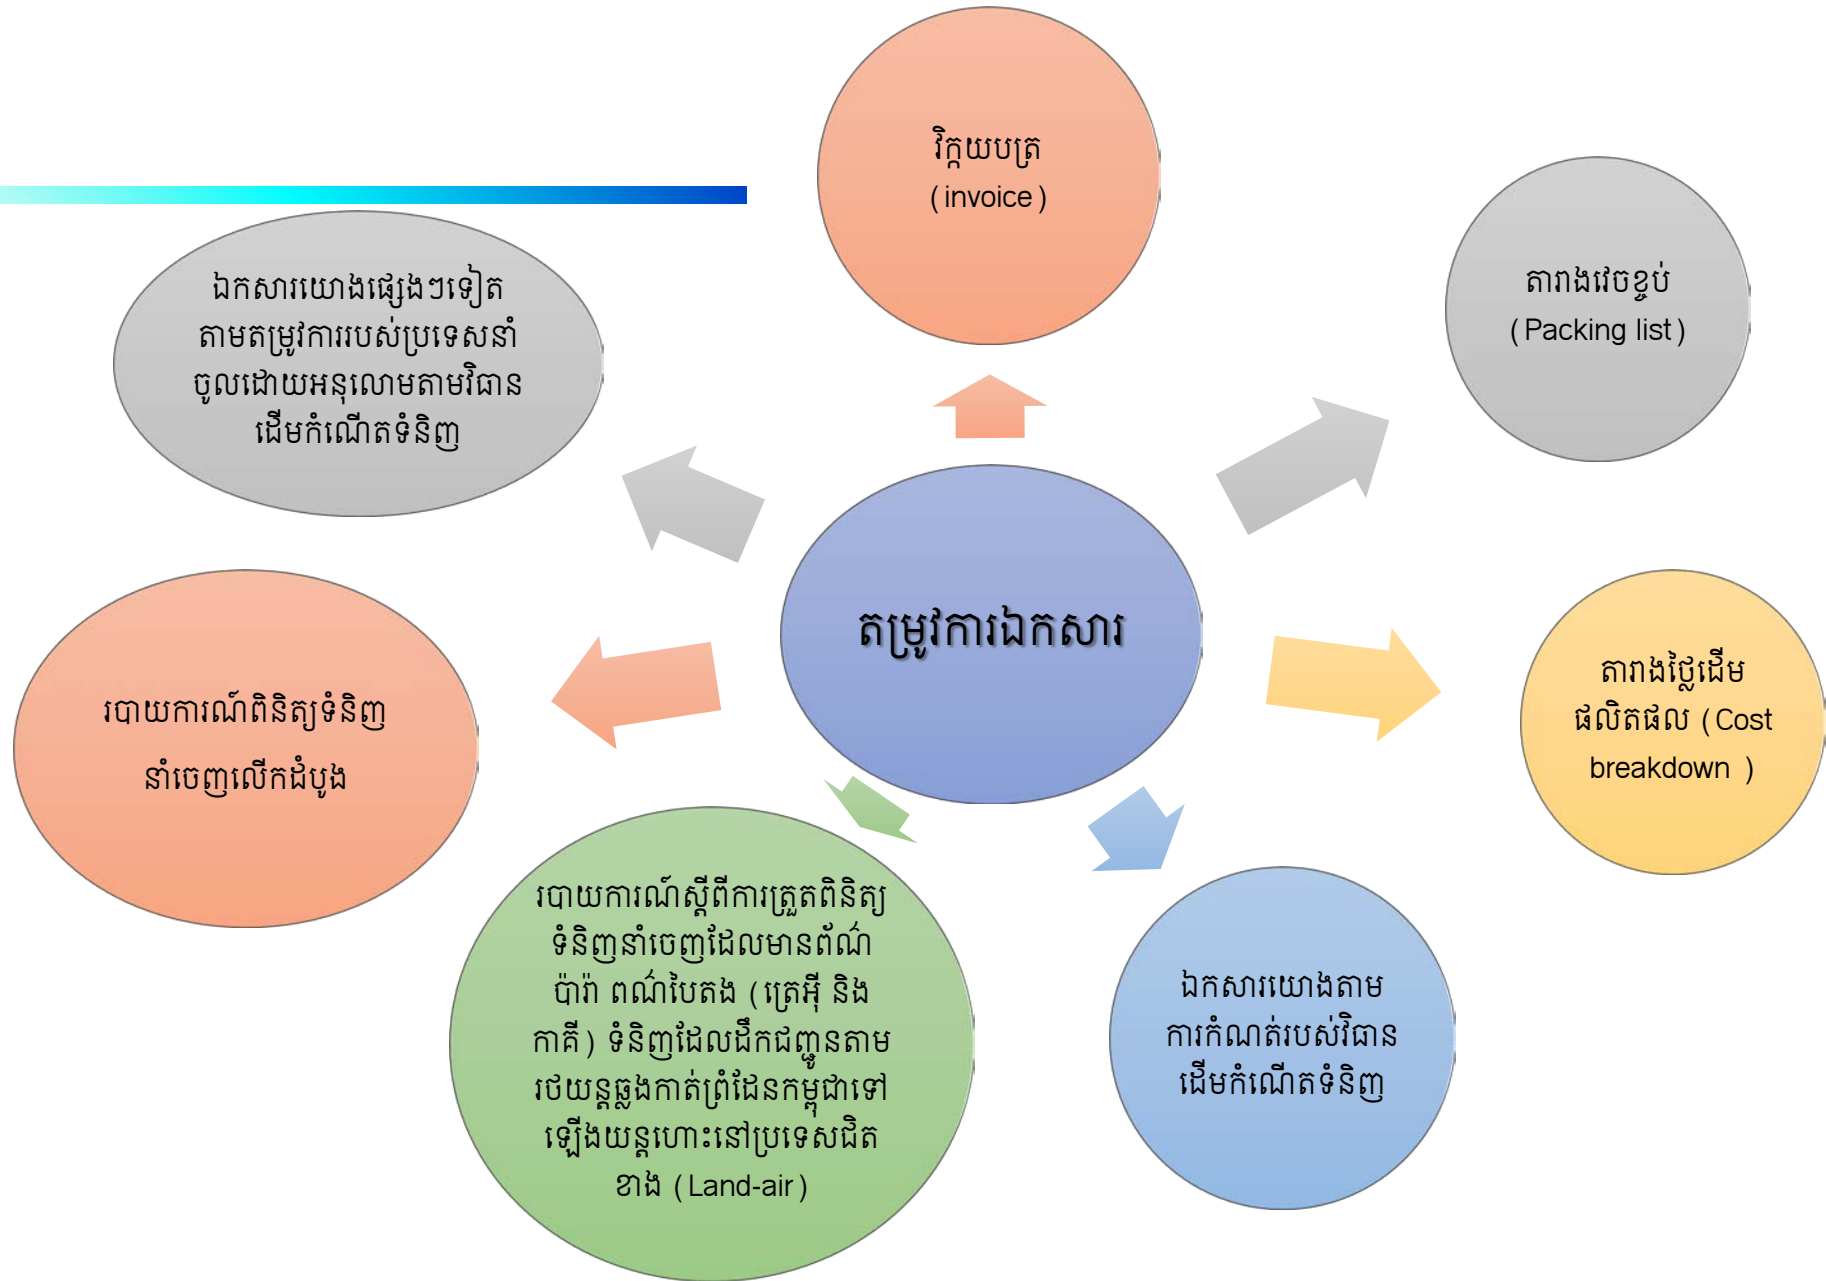 វិក្កយបត្រ
(invoice)
តារាងវេចខ្ចប់
(Packing list)
តារាងថ្លៃដើម
ផលិតផល (Cost
breakdown )
ឯកសារយោងតាម
ការកំណត់របស់វិធាន
ដើមកំណើតទំនិញ
របាយការណ៍ស្តីពីការត្រួតពិនិត្យ
ទំនិញនាំចេញដែលមានព័ណ៌
ប៉ារ៉ា ពណ៌បៃតង (ត្រេអ៊ី និង
កាគី) ទំនិញដែលដឹកជញ្ជូនតាម
រថយន្តឆ្លងកាត់ព្រំដែនកម្ពុជាទៅ
ឡើងយន្តហោះនៅប្រទេសជិត
ខាង (Land-air)
របាយការណ៍ពិនិត្យទំនិញ
នាំចេញលើកដំបូង
ឯកសារយោងផ្សេងៗទៀត
តាមតម្រូវការរបស់ប្រទេសនាំ
ចូលដោយអនុលោមតាមវិធាន
ដើមកំណើតទំនិញ
តម្រូវការឯកសារ